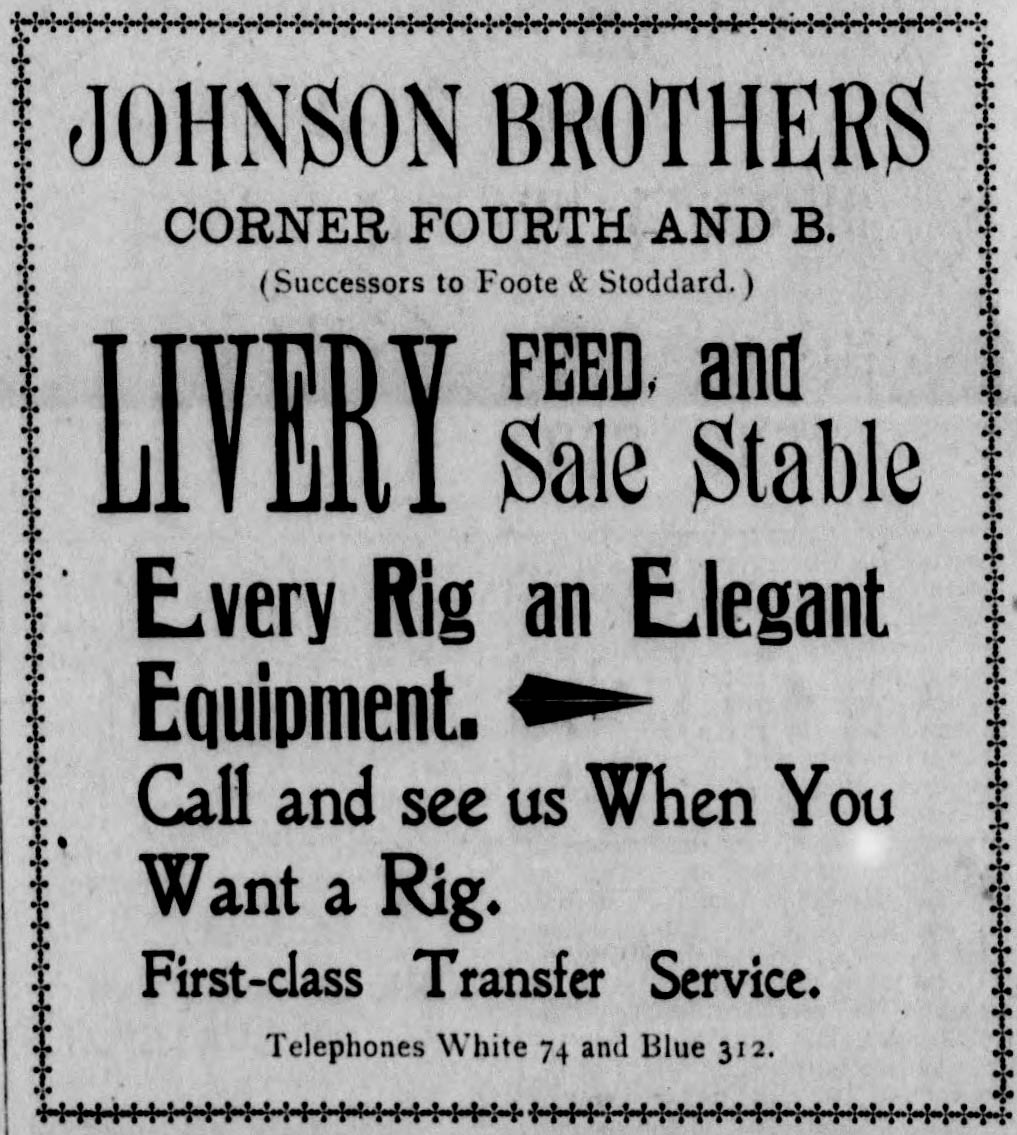 JOHNSON BROTHERS
CORNER FOURTH AND B.
(Successors to Foote & Stoddard.)
LIVERY FEED, and
Sale Stable
Every Rig an Elegant
Equipment.
Call and see us When You
Want a Rig.
First-class Transfer Service.
Telephones White 74 and Blue 312.